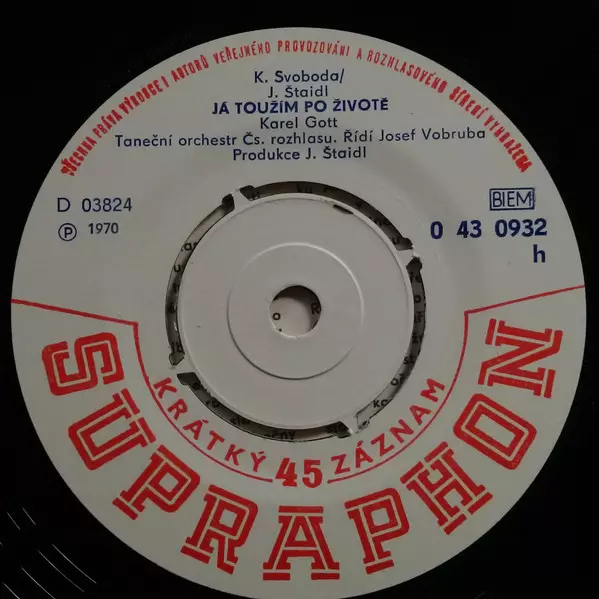 VŠECHNA PRÁVA VÝROBCE I AUTORŮ VEŘEJNÉHO PROVOZOVÁNÍ A ROZHLASOVÉHO ŠÍŘENÍ VYHRAŽENA
K. Svoboda/
J. Štaidl
JÁ TOUŽÍM PO ŽIVOTĚ
Karel Gott
Taneční orchestr Čs. rozhlasu. Řídí Josef Vobruba
Produkce J. Štaidl
D 03824
Ⓟ 1970
BIEM
0 43 0932
h
KRÁTKÝ 45 ZÁZNAM
SUPRAPHON